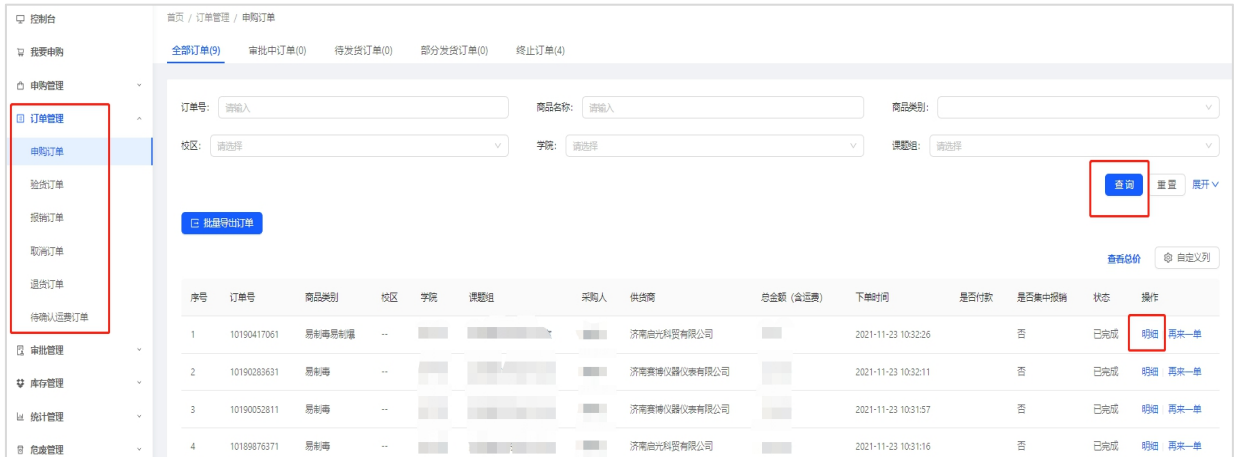 控制台
我要申购
申购管理
订单管理
申购订单
验货订单
报销订单
取消订单
退货订单
待确认运费订单
审批管理
库存管理
统计管理
危废管理
首页 / 订单管理 / 申购订单
全部订单(9) 审批中订单(0) 待发货订单(0) 部分发货订单(0) 终止订单(4)
订单号: 请输入 商品名称: 请输入 商品类别:
校区: 请选择 学院: 请选择 课题组: 请选择
查询 重置 展开
批量导出订单
查看总价 自定义列
序号 订单号 商品类别 校区 学院 课题组 采购人 供货商 总金额（含运费） 下单时间 是否付款 是否集中报销 状态 操作
1 10190417061 易制毒易制爆 -- 济南启光科贸有限公司 2021-11-23 10:32:26 否 已完成 明细 再来一单
2 10190283631 易制毒 -- 济南赛博仪器仪表有限公司 2021-11-23 10:32:11 否 已完成 明细 再来一单
3 10190052811 易制毒 -- 济南赛博仪器仪表有限公司 2021-11-23 10:31:57 否 已完成 明细 再来一单
4 10189876371 易制毒 -- 济南启光科贸有限公司 2021-11-23 10:31:16 否 已完成 明细 再来一单